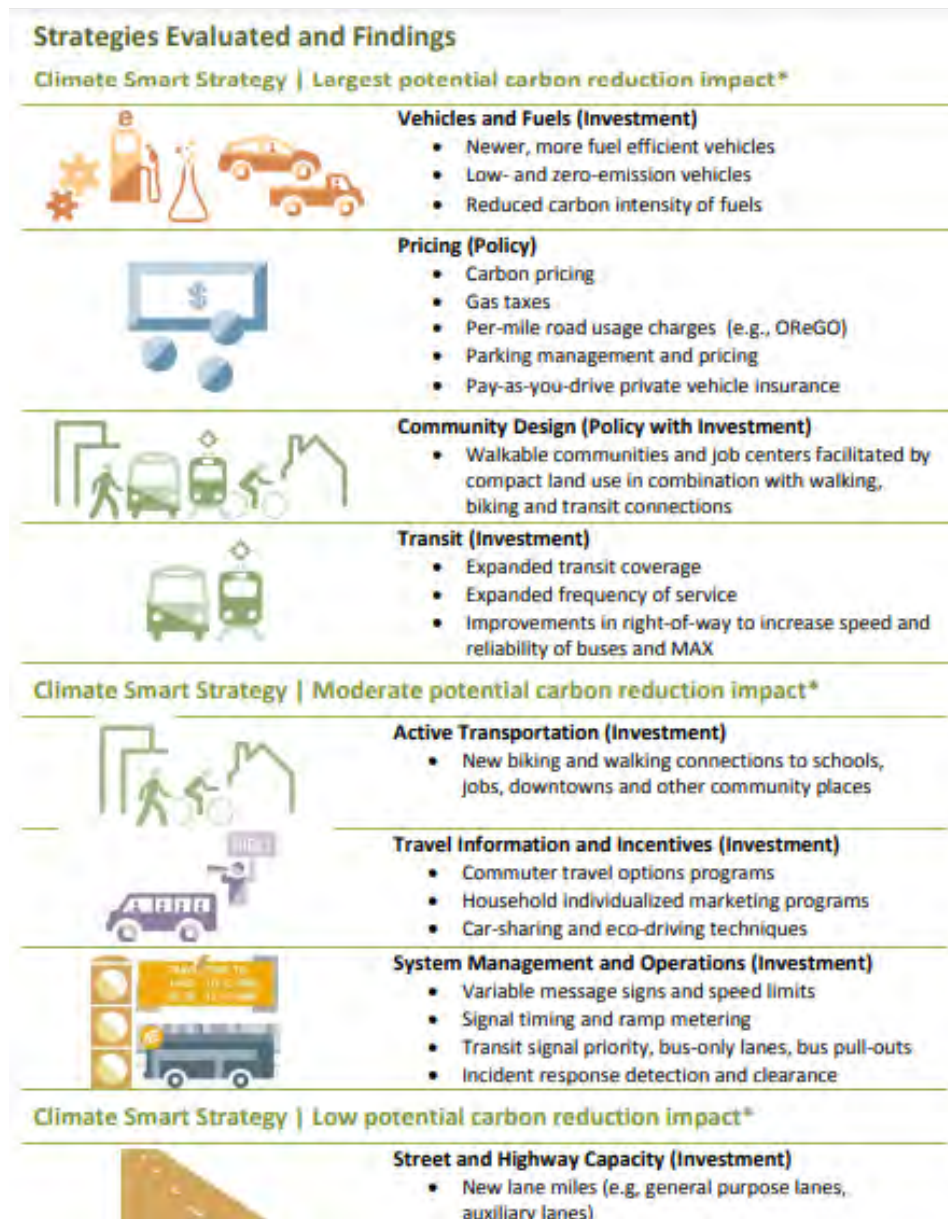 Strategies Evaluated and Findings
Climate Smart Strategy | Largest potential carbon reduction impact*
e
Vehicles and Fuels (Investment)
• Newer, more fuel efficient vehicles
• Low- and zero-emission vehicles
• Reduced carbon intensity of fuels
$
Pricing (Policy)
• Carbon pricing
• Gas taxes
• Per-mile road usage charges (e.g., OReGO)
• Parking management and pricing
• Pay-as-you-drive private vehicle insurance
Community Design (Policy with Investment)
• Walkable communities and job centers facilitated by
compact land use in combination with walking,
biking and transit connections
Transit (Investment)
• Expanded transit coverage
• Expanded frequency of service
• Improvements in right-of-way to increase speed and
reliability of buses and MAX
Climate Smart Strategy | Moderate potential carbon reduction impact*
Active Transportation (Investment)
• New biking and walking connections to schools,
jobs, downtowns and other community places
Travel Information and Incentives (Investment)
• Commuter travel options programs
• Household individualized marketing programs
• Car-sharing and eco-driving techniques
System Management and Operations (Investment)
• Variable message signs and speed limits
• Signal timing and ramp metering
• Transit signal priority, bus-only lanes, bus pull-outs
• Incident response detection and clearance
Climate Smart Strategy | Low potential carbon reduction impact*
Street and Highway Capacity (Investment)
• New lane miles (e.g, general purpose lanes,
auxiliary lanes)